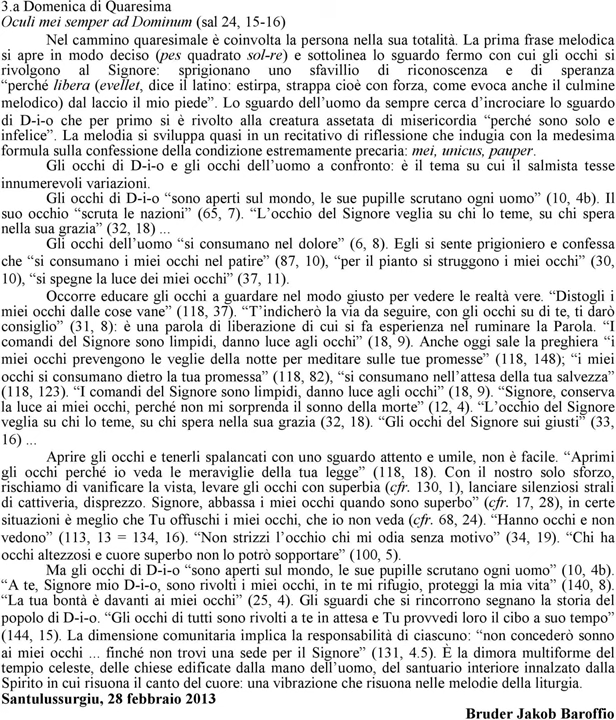 3.a Domenica di Quaresima
Oculi mei semper ad Dominum (sal 24, 15-16)
Nel cammino quaresimale è coinvolta la persona nella sua totalità. La prima frase melodica
si apre in modo deciso (pes quadrato sol-re) e sottolinea lo sguardo fermo con cui gli occhi si
rivolgono al Signore: sprigionano uno sfavillio di riconoscenza e di speranza
“perché libera (evellet, dice il latino: estirpa, strappa cioè con forza, come evoca anche il culmine
melodico) dal laccio il mio piede”. Lo sguardo dell’uomo da sempre cerca d’incrociare lo sguardo
di D-i-o che per primo si è rivolto alla creatura assetata di misericordia “perché sono solo e
infelice”. La melodia si sviluppa quasi in un recitativo di riflessione che indugia con la medesima
formula sulla confessione della condizione estremamente precaria: mei, unicus, pauper.
Gli occhi di D-i-o e gli occhi dell’uomo a confronto: è il tema su cui il salmista tesse
innumerevoli variazioni.
Gli occhi di D-i-o “sono aperti sul mondo, le sue pupille scrutano ogni uomo” (10, 4b). Il
suo occhio “scruta le nazioni” (65, 7). “L’occhio del Signore veglia su chi lo teme, su chi spera
nella sua grazia” (32, 18) ...
Gli occhi dell’uomo “si consumano nel dolore” (6, 8). Egli si sente prigioniero e confessa
che “si consumano i miei occhi nel patire” (87, 10), “per il pianto si struggono i miei occhi” (30,
10), “si spegne la luce dei miei occhi” (37, 11).
Occorre educare gli occhi a guardare nel modo giusto per vedere le realtà vere. “Distogli i
miei occhi dalle cose vane” (118, 37). “T’indicherò la via da seguire, con gli occhi su di te, ti darò
consiglio” (31, 8): è una parola di liberazione di cui si fa esperienza nel ruminare la Parola. “I
comandi del Signore sono limpidi, danno luce agli occhi” (18, 9). Anche oggi sale la preghiera “i
miei occhi prevengono le veglie della notte per meditare sulle tue promesse” (118, 148); “i miei
occhi si consumano dietro la tua promessa” (118, 82), “si consumano nell’attesa della tua salvezza”
(118, 123). “I comandi del Signore sono limpidi, danno luce agli occhi” (18, 9). “Signore, conserva
la luce ai miei occhi, perché non mi sorprenda il sonno della morte” (12, 4). “L’occhio del Signore
veglia su chi lo teme, su chi spera nella sua grazia (32, 18). “Gli occhi del Signore sui giusti” (33,
16) ...
Aprire gli occhi e tenerli spalancati con uno sguardo attento e umile, non è facile. “Aprimi
gli occhi perché io veda le meraviglie della tua legge” (118, 18). Con il nostro solo sforzo,
rischiamo di vanificare la vista, levare gli occhi con superbia (cfr. 130, 1), lanciare silenziosi strali
di cattiveria, disprezzo. Signore, abbassa i miei occhi quando sono superbo” (cfr. 17, 28), in certe
situazioni è meglio che Tu offuschi i miei occhi, che io non veda (cfr. 68, 24). “Hanno occhi e non
vedono” (113, 13 = 134, 16). “Non strizzi l’occhio chi mi odia senza motivo” (34, 19). “Chi ha
occhi altezzosi e cuore superbo non lo potrò sopportare” (100, 5).
Ma gli occhi di D-i-o “sono aperti sul mondo, le sue pupille scrutano ogni uomo” (10, 4b).
“A te, Signore mio D-i-o, sono rivolti i miei occhi, in te mi rifugio, proteggi la mia vita” (140, 8).
“La tua bontà è davanti ai miei occhi” (25, 4). Gli sguardi che si rincorrono segnano la storia del
popolo di D-i-o. “Gli occhi di tutti sono rivolti a te in attesa e Tu provvedi loro il cibo a suo tempo”
(144, 15). La dimensione comunitaria implica la responsabilità di ciascuno: “non concederò sonno
ai miei occhi ... finché non trovi una sede per il Signore” (131, 4.5). È la dimora multiforme del
tempio celeste, delle chiese edificate dalla mano dell’uomo, del santuario interiore innalzato dalla
Spirito in cui risuona il canto del cuore: una vibrazione che risuona nelle melodie della liturgia.
Santulussurgiu, 28 febbraio 2013
Bruder Jakob Baroffio